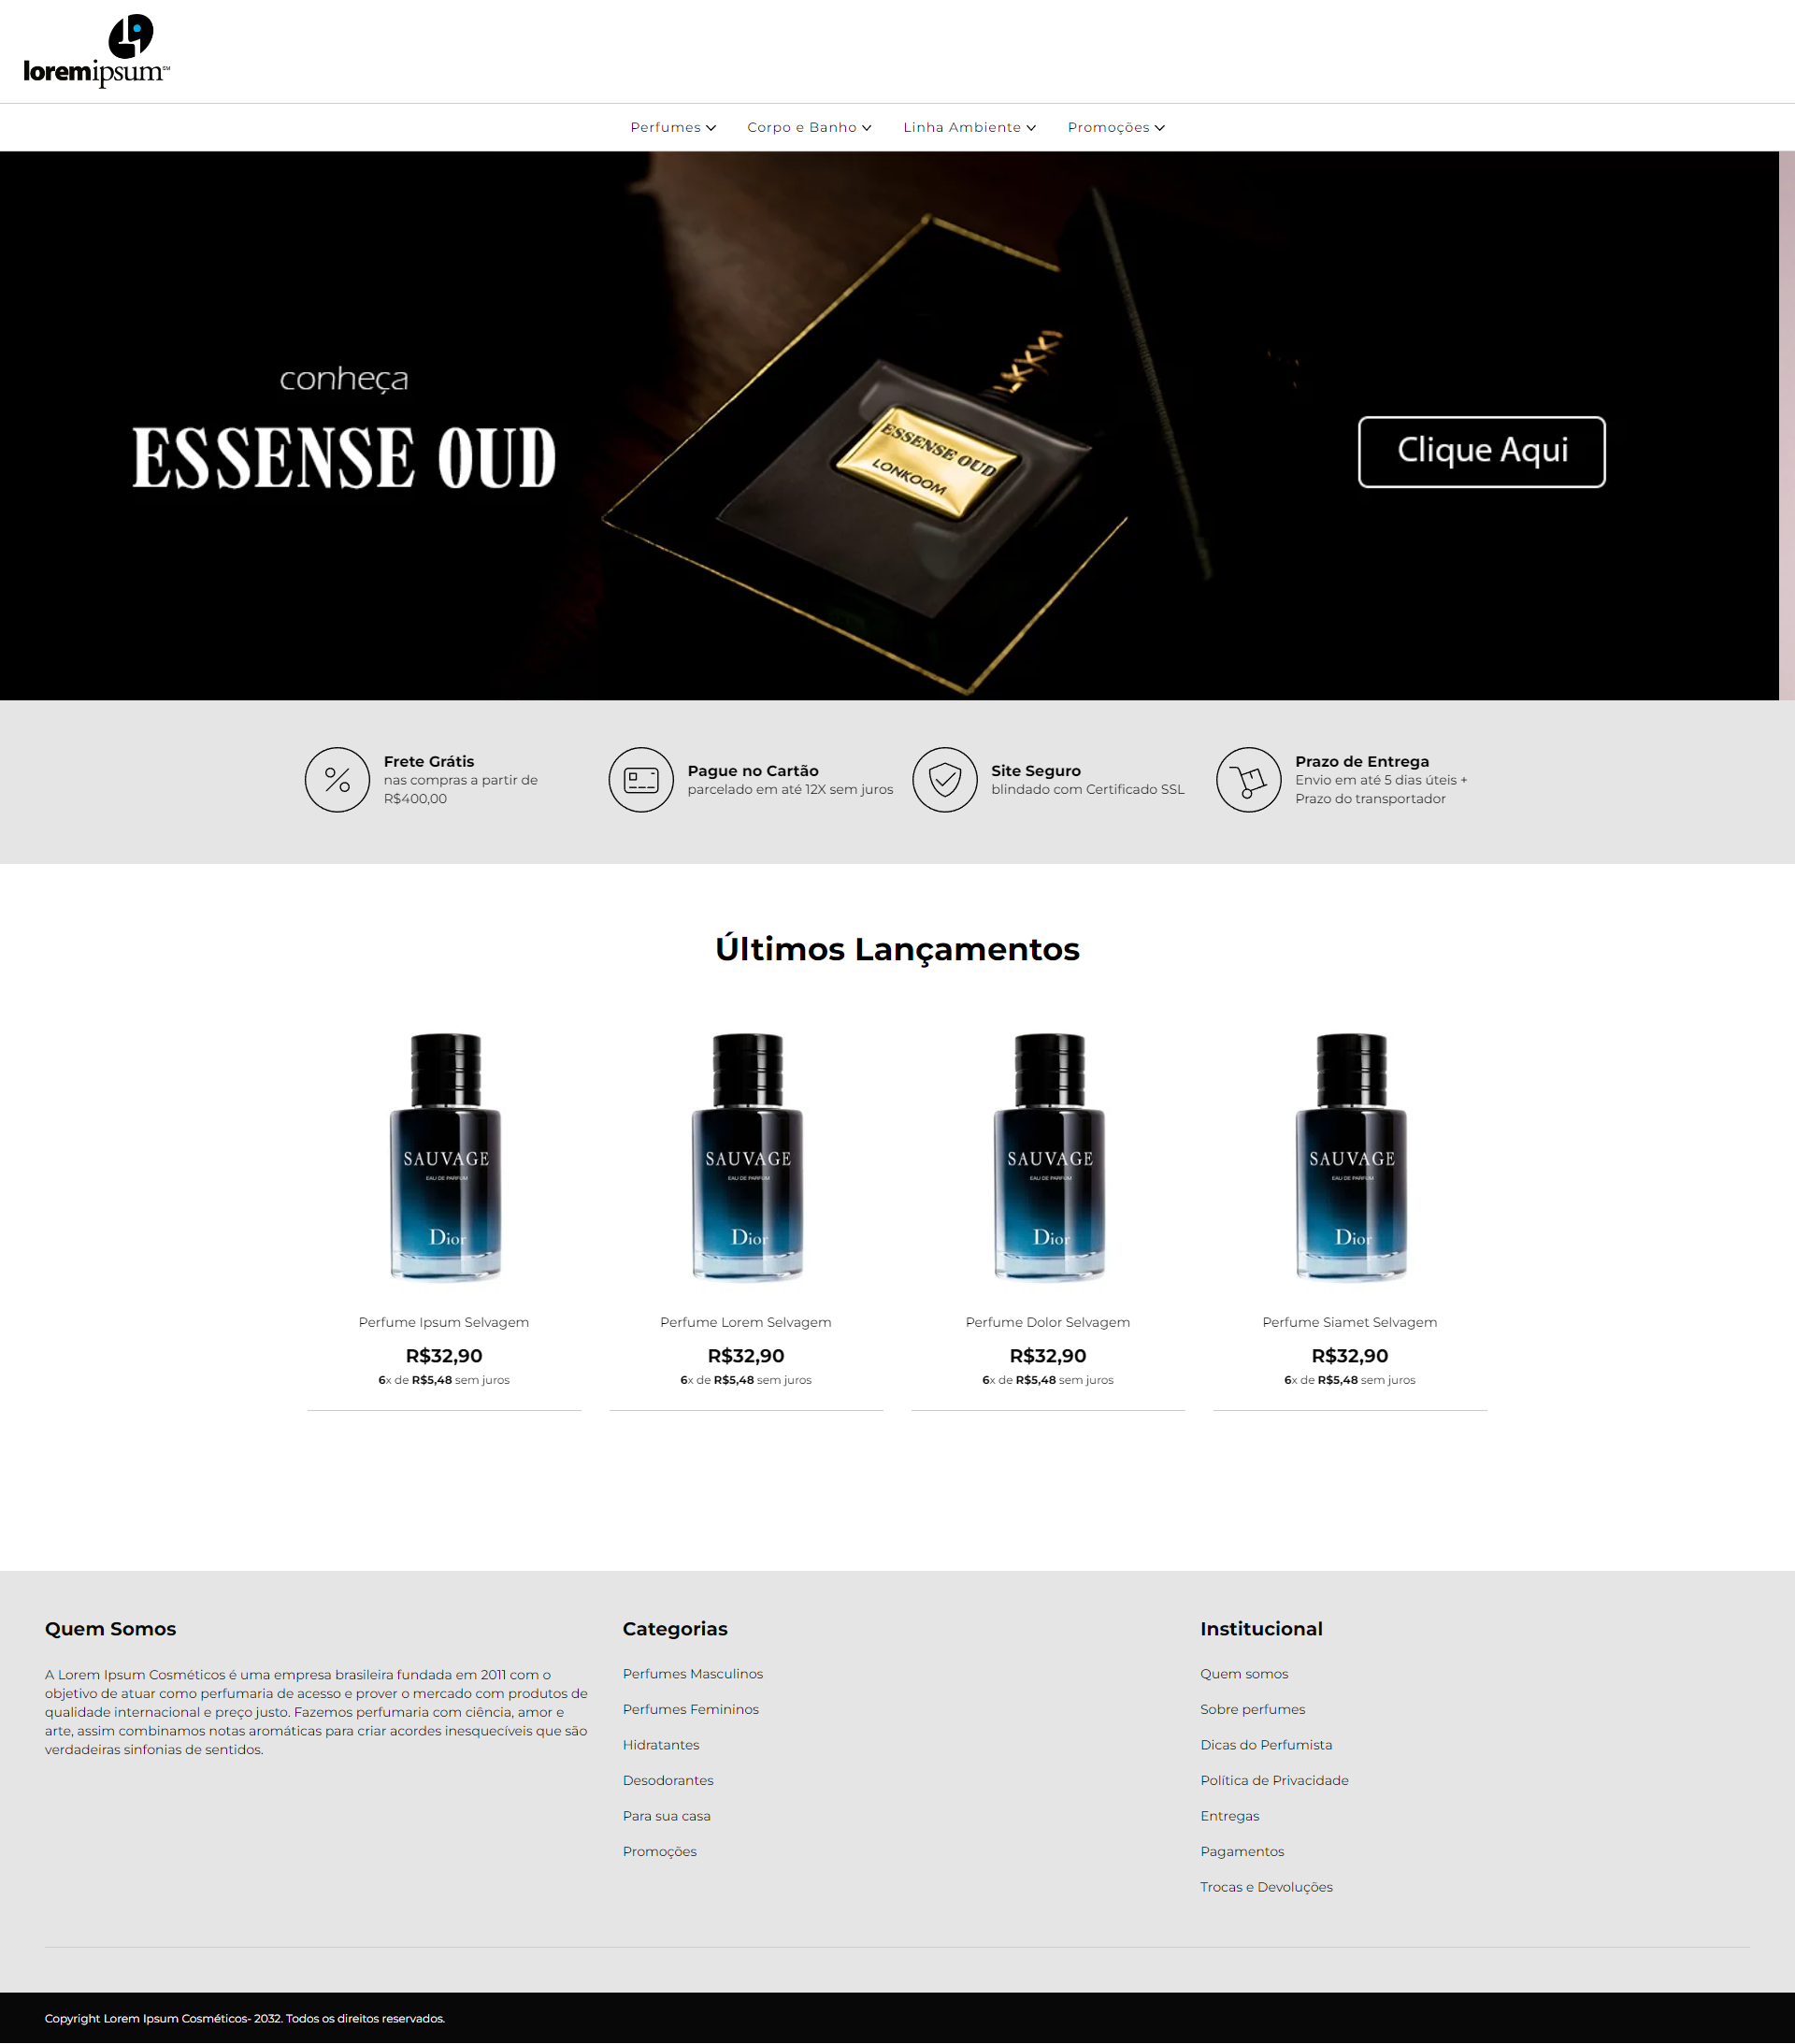 loremipsum℠
Perfumes
Corpo e Banho
Linha Ambiente
Promoções
conheça
ESSENSE OUD
ESSENSE OUD
LONKOOM
Clique Aqui
Frete Grátis
nas compras a partir de
R$400,00
Pague no Cartão
parcelado em até 12X sem juros
Site Seguro
blindado com Certificado SSL
Prazo de Entrega
Envio em até 5 dias úteis +
Prazo do transportador
Últimos Lançamentos
SAUVAGE
EAU DE PARFUM
Dior
Perfume Ipsum Selvagem
R$32,90
6x de R$5,48 sem juros
SAUVAGE
EAU DE PARFUM
Dior
Perfume Lorem Selvagem
R$32,90
6x de R$5,48 sem juros
SAUVAGE
EAU DE PARFUM
Dior
Perfume Dolor Selvagem
R$32,90
6x de R$5,48 sem juros
SAUVAGE
EAU DE PARFUM
Dior
Perfume Siamet Selvagem
R$32,90
6x de R$5,48 sem juros
Quem Somos
A Lorem Ipsum Cosméticos é uma empresa brasileira fundada em 2011 com o
objetivo de atuar como perfumaria de acesso e prover o mercado com produtos de
qualidade internacional e preço justo. Fazemos perfumaria com ciência, amor e
arte, assim combinamos notas aromáticas para criar acordes inesquecíveis que são
verdadeiras sinfonias de sentidos.
Categorias
Perfumes Masculinos
Perfumes Femininos
Hidratantes
Desodorantes
Para sua casa
Promoções
Institucional
Quem somos
Sobre perfumes
Dicas do Perfumista
Política de Privacidade
Entregas
Pagamentos
Trocas e Devoluções
Copyright Lorem Ipsum Cosméticos- 2032. Todos os direitos reservados.